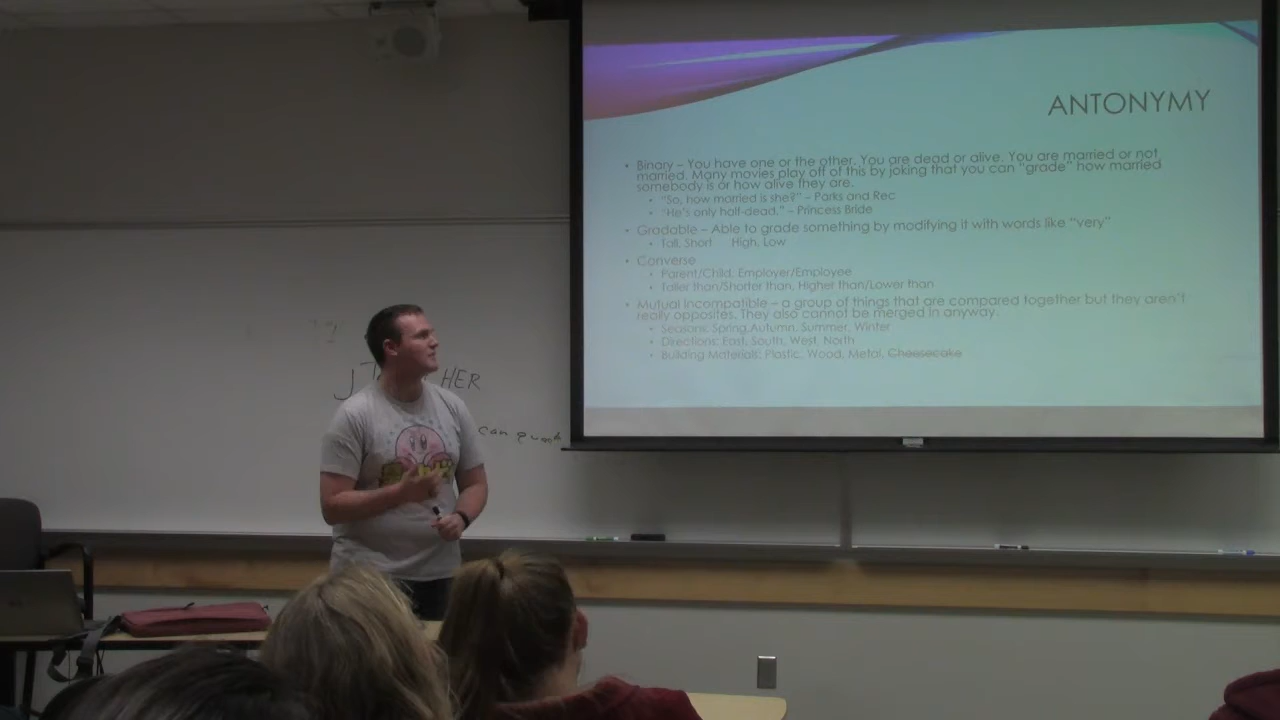 ANTONYMY
• Binary – You have one or the other. You are dead or alive. You are married or not
married. Many movies play off of this by joking that you can “grade” how married
somebody is or how alive they are.
• “So, how married is she?” – Parks and Rec
• “He’s only half-dead.” – Princess Bride
• Gradable – Able to grade something by modifying it with words like “very”
• Tall, Short High, Low
• Converse
• Parent/Child, Employer/Employee
• Taller than/Shorter than, Higher than/Lower than
• Mutual Incompatible – a group of things that are compared together but they aren’t
really opposites. They also cannot be merged in anyway.
• Seasons: Spring,Autumn, Summer, Winter
• Directions: East, South, West, North
• Building Materials: Plastic, Wood, Metal, Cheesecake
HER
can